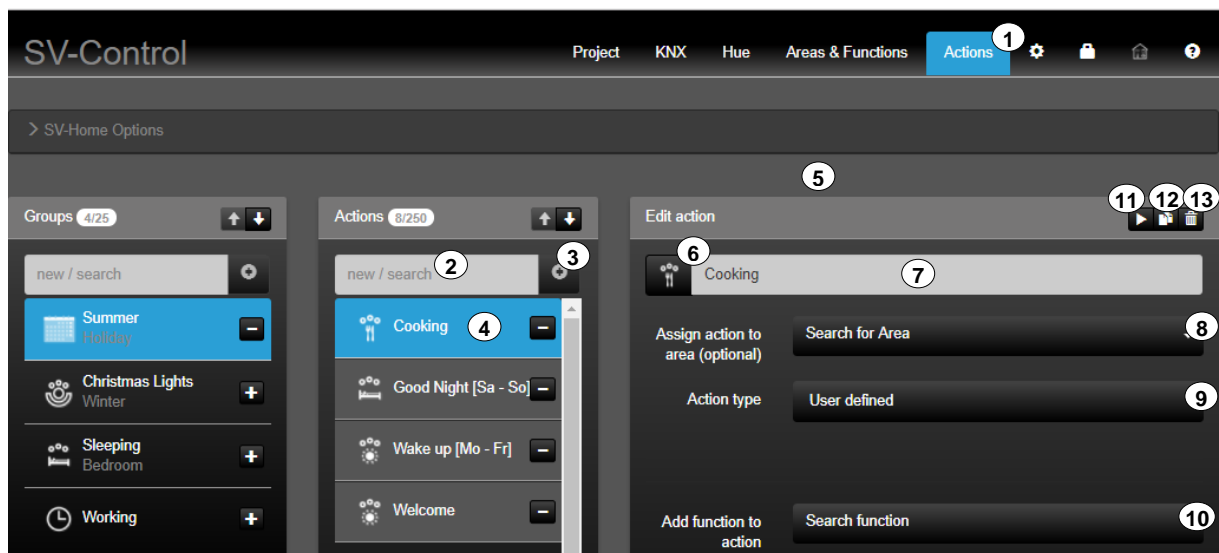 SV-Control
Project KNX Hue Areas & Functions Actions 1
SV-Home Options
5
Groups 4/25
new / search
Summer
Holiday
Christmas Lights
Winter
Sleeping
Bedroom
Working
Actions 8/250
new / search 2 3
Cooking 4
Good Night [Sa - So]
Wake up [Mo - Fr]
Welcome
Edit action 11 12 13
6 Cooking 7
Assign action to
area (optional)
Search for Area 8
Action type User defined 9
Add function to
action
Search function 10